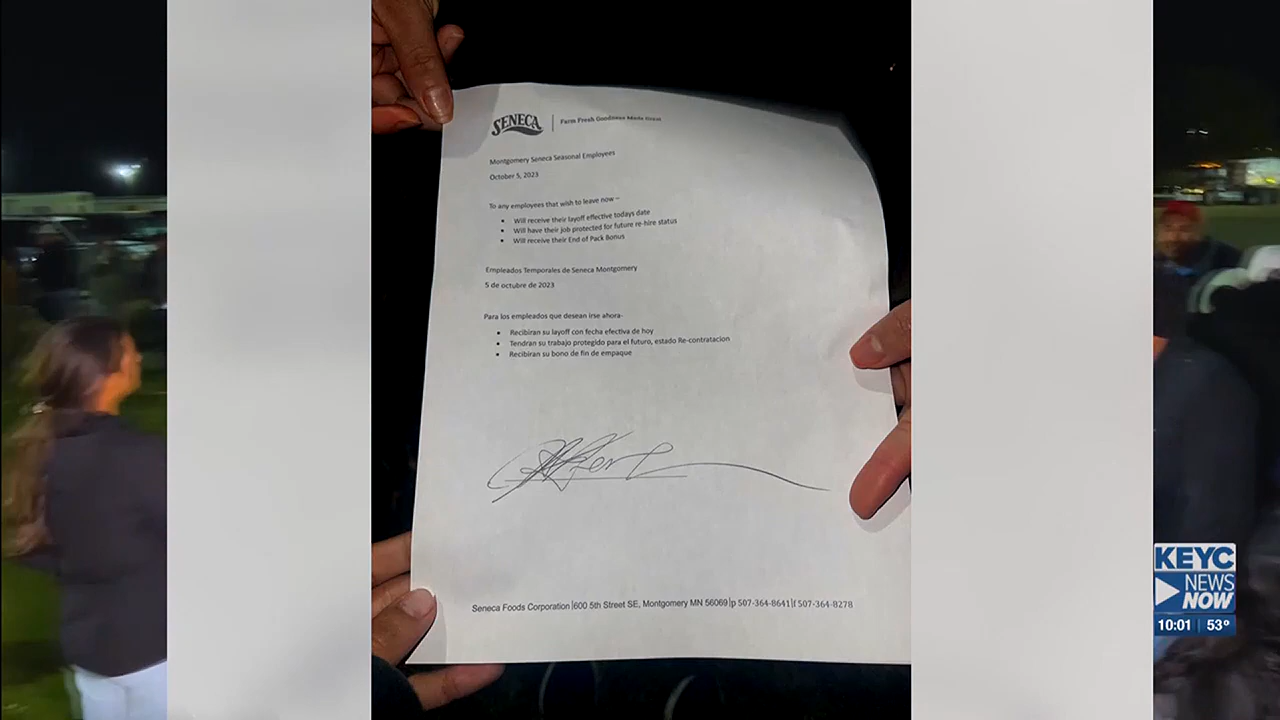 SENECA
Farm Fresh Goodness Made Great
Montgomery Seneca Seasonal Employees
October 5, 2023
To any employees that wish to leave now –
• Will receive their layoff effective todays date
• Will have their job protected for future re-hire status
• Will receive their End of Pack Bonus
Empleados Temporales de Seneca Montgomery
5 de octubre de 2023
Para los empleados que desean irse ahora-
• Recibiran su layoff con fecha efectiva de hoy
• Tendran su trabajo protegido para el futuro, estado Re-contratacion
• Recibiran su bono de fin de empaque
Seneca Foods Corporation |600 5th Street SE, Montgomery MN 56069|p 507-364-8641|f 507-364-8278
KEYC
NEWS
NOW
10:01 | 53°